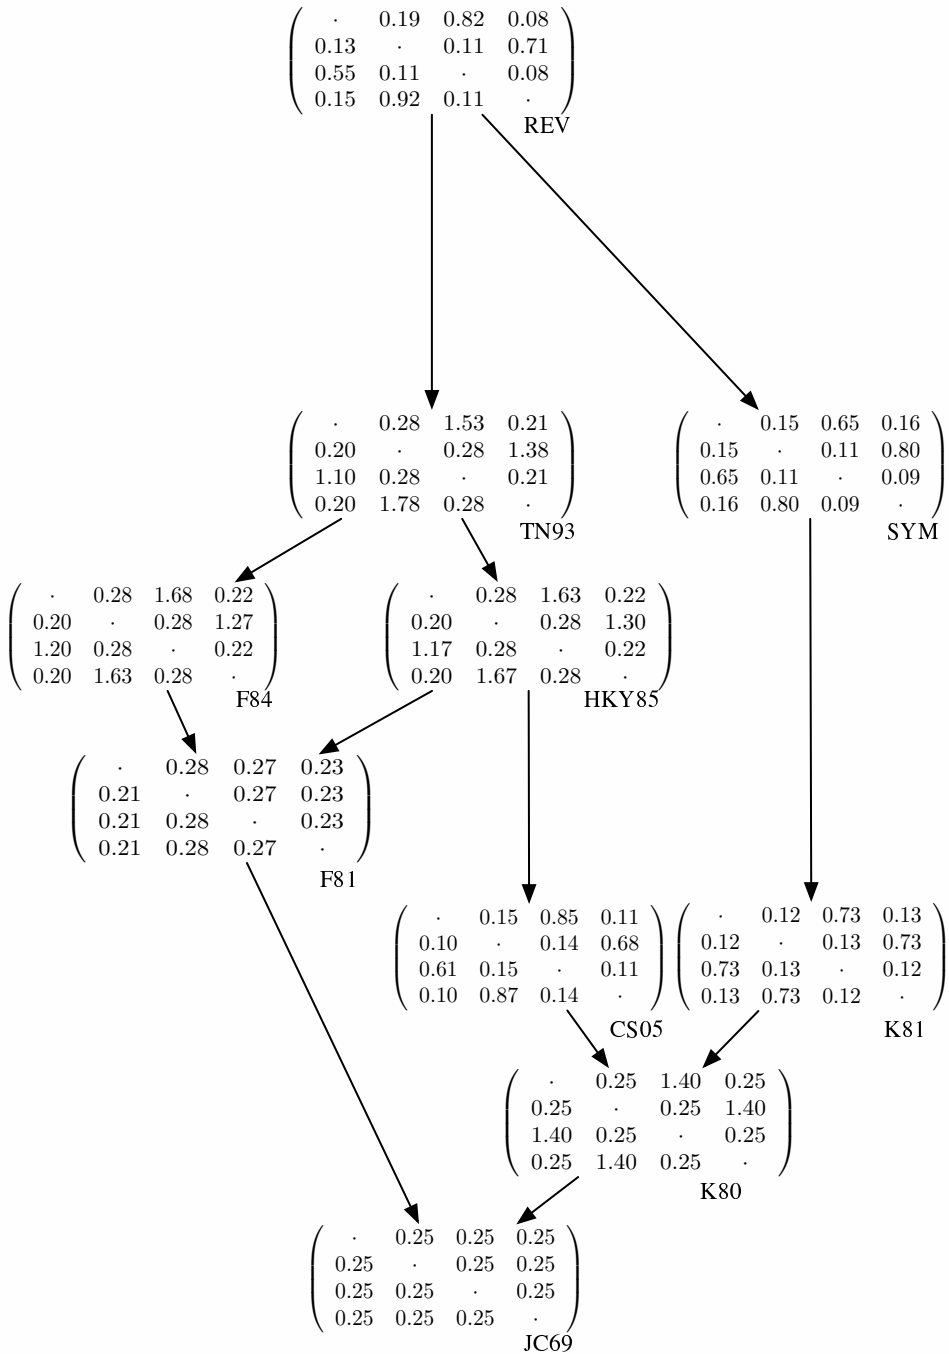 · 0.19 0.82 0.08
0.13 · 0.11 0.71
0.55 0.11 · 0.08
0.15 0.92 0.11 ·
REV
· 0.28 1.53 0.21
0.20 · 0.28 1.38
1.10 0.28 · 0.21
0.20 1.78 0.28 ·
TN93
· 0.15 0.65 0.16
0.15 · 0.11 0.80
0.65 0.11 · 0.09
0.16 0.80 0.09 ·
SYM
· 0.28 1.68 0.22
0.20 · 0.28 1.27
1.20 0.28 · 0.22
0.20 1.63 0.28 ·
F84
· 0.28 1.63 0.22
0.20 · 0.28 1.30
1.17 0.28 · 0.22
0.20 1.67 0.28 ·
HKY85
· 0.28 0.27 0.23
0.21 · 0.27 0.23
0.21 0.28 · 0.23
0.21 0.28 0.27 ·
F81
· 0.15 0.85 0.11
0.10 · 0.14 0.68
0.61 0.15 · 0.11
0.10 0.87 0.14 ·
CS05
· 0.12 0.73 0.13
0.12 · 0.13 0.73
0.73 0.13 · 0.12
0.13 0.73 0.12 ·
K81
· 0.25 1.40 0.25
0.25 · 0.25 1.40
1.40 0.25 · 0.25
0.25 1.40 0.25 ·
K80
· 0.25 0.25 0.25
0.25 · 0.25 0.25
0.25 0.25 · 0.25
0.25 0.25 0.25 ·
JC69